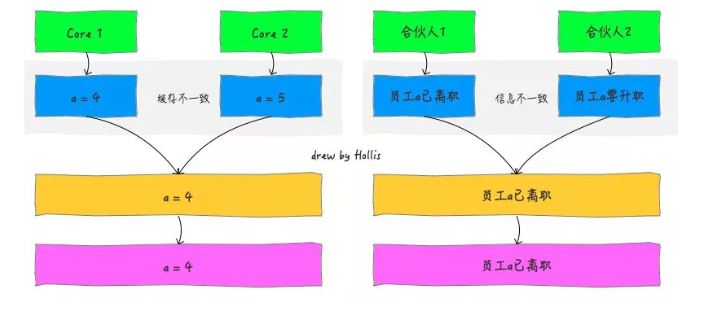 Core 1
Core 2
合伙人1
合伙人2
a = 4
缓存不一致
a = 5
员工a已离职
信息不一致
员工a要升职
drew by Hollis
a = 4
员工a已离职
a = 4
员工a已离职